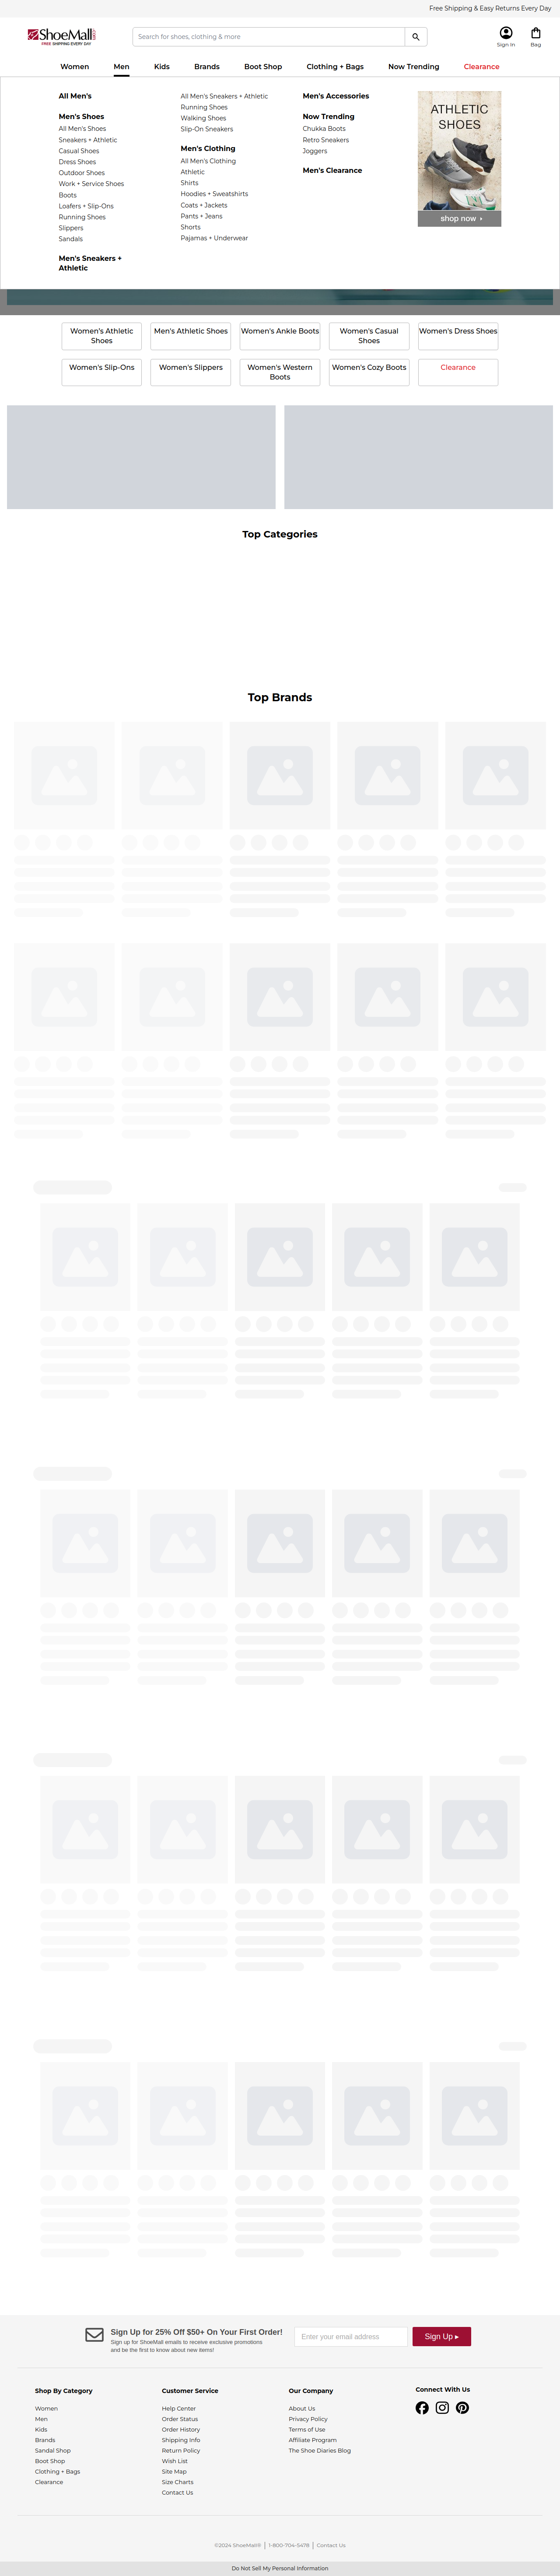 Free Shipping & Easy Returns Every Day
ShoeMall
FREE SHIPPING EVERY DAY
Search for shoes, clothing & more
Sign In
Bag
Women
Men
Kids
Brands
Boot Shop
Clothing + Bags
Now Trending
Clearance
All Men's
Men's Shoes
All Men's Shoes
Sneakers + Athletic
Casual Shoes
Dress Shoes
Outdoor Shoes
Work + Service Shoes
Boots
Loafers + Slip-Ons
Running Shoes
Slippers
Sandals
Men's Sneakers +
Athletic
All Men's Sneakers + Athletic
Running Shoes
Walking Shoes
Slip-On Sneakers
Men's Clothing
All Men's Clothing
Athletic
Shirts
Hoodies + Sweatshirts
Coats + Jackets
Pants + Jeans
Shorts
Pajamas + Underwear
Men's Accessories
Now Trending
Chukka Boots
Retro Sneakers
Joggers
Men's Clearance
ATHLETIC
SHOES
shop now ›
Women's Athletic
Shoes
Men's Athletic Shoes
Women's Ankle Boots
Women's Casual
Shoes
Women's Dress Shoes
Women's Slip-Ons
Women's Slippers
Women's Western
Boots
Women's Cozy Boots
Clearance
Top Categories
Top Brands
Sign Up for 25% Off $50+ On Your First Order!
Sign up for ShoeMall emails to receive exclusive promotions
and be the first to know about new items!
Enter your email address
Sign Up ▸
Shop By Category
Women
Men
Kids
Brands
Sandal Shop
Boot Shop
Clothing + Bags
Clearance
Customer Service
Help Center
Order Status
Order History
Shipping Info
Return Policy
Wish List
Site Map
Size Charts
Contact Us
Our Company
About Us
Privacy Policy
Terms of Use
Affiliate Program
The Shoe Diaries Blog
Connect With Us
©2024 ShoeMall® | 1-800-704-5478 | Contact Us
Do Not Sell My Personal Information